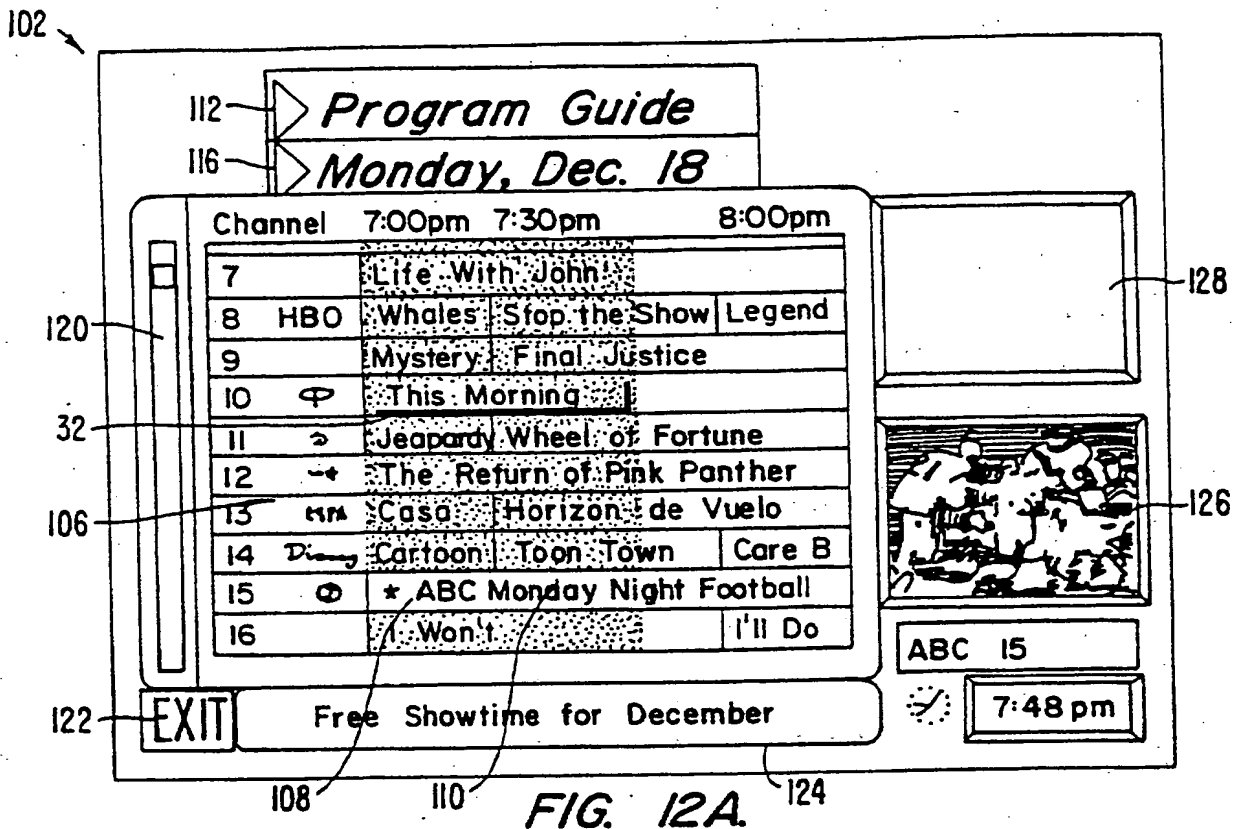 102
112 Program Guide
116 Monday, Dec. 18
Channel 7:00pm 7:30pm 8:00pm
7 Life With John!
128
8 HBO Whales Stop the Show Legend
120
9 Mystery Final Justice
10 This Morning
32
11 Jeapardy Wheel of Fortune
12 The Return of Pink Panther
126
106
13 Casa Horizon de Vuelo
14 Disney Cartoon Toon Town Care B
15 * ABC Monday Night Football
16 I Won't I'll Do
ABC 15
122 EXIT Free Showtime for December
7:48 pm
108 110 124
FIG. 12A.